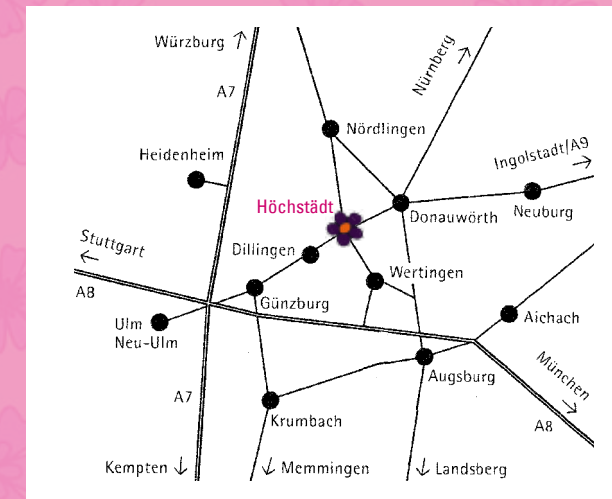 Würzburg
A7
Nürnberg
Nördlingen
Heidenheim
Ingolstadt/A9
Höchstädt
Donauwörth
Neuburg
Stuttgart
Dillingen
Wertingen
A8
Günzburg
Ulm
Neu-Ulm
Aichach
München
Augsburg
A7
Krumbach
A8
Kempten
Memmingen
Landsberg